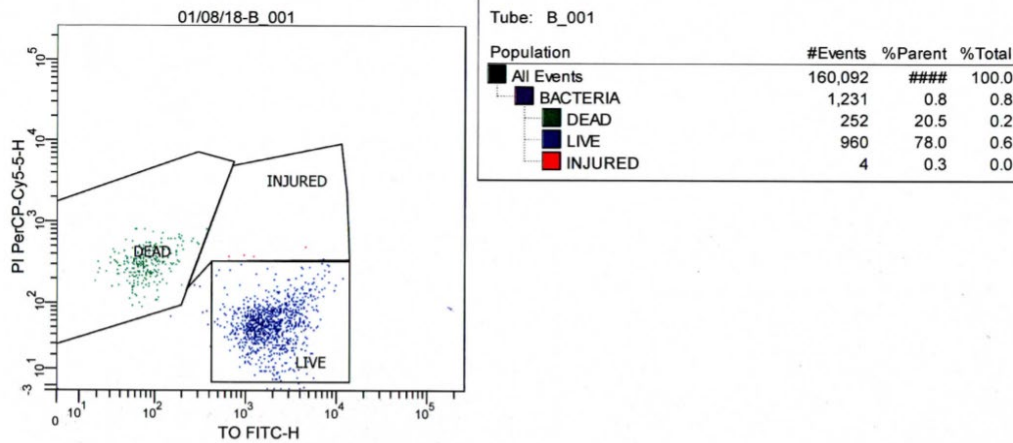 01/08/18-B_001
PI PerCP-Cy5-5-H
10^5
10^4
10^3
10^2
10^1
-3
INJURED
DEAD
LIVE
0 10^1 10^2 10^3 10^4 10^5
TO FITC-H
Tube: B_001
Population #Events %Parent %Total
All Events 160,092 #### 100.0
BACTERIA 1,231 0.8 0.8
DEAD 252 20.5 0.2
LIVE 960 78.0 0.6
INJURED 4 0.3 0.0